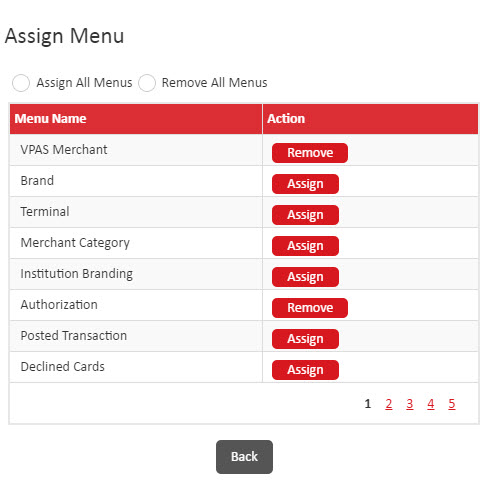 Assign Menu
Assign All Menus Remove All Menus
Menu Name Action
VPAS Merchant Remove
Brand Assign
Terminal Assign
Merchant Category Assign
Institution Branding Assign
Authorization Remove
Posted Transaction Assign
Declined Cards Assign
1 2 3 4 5
Back